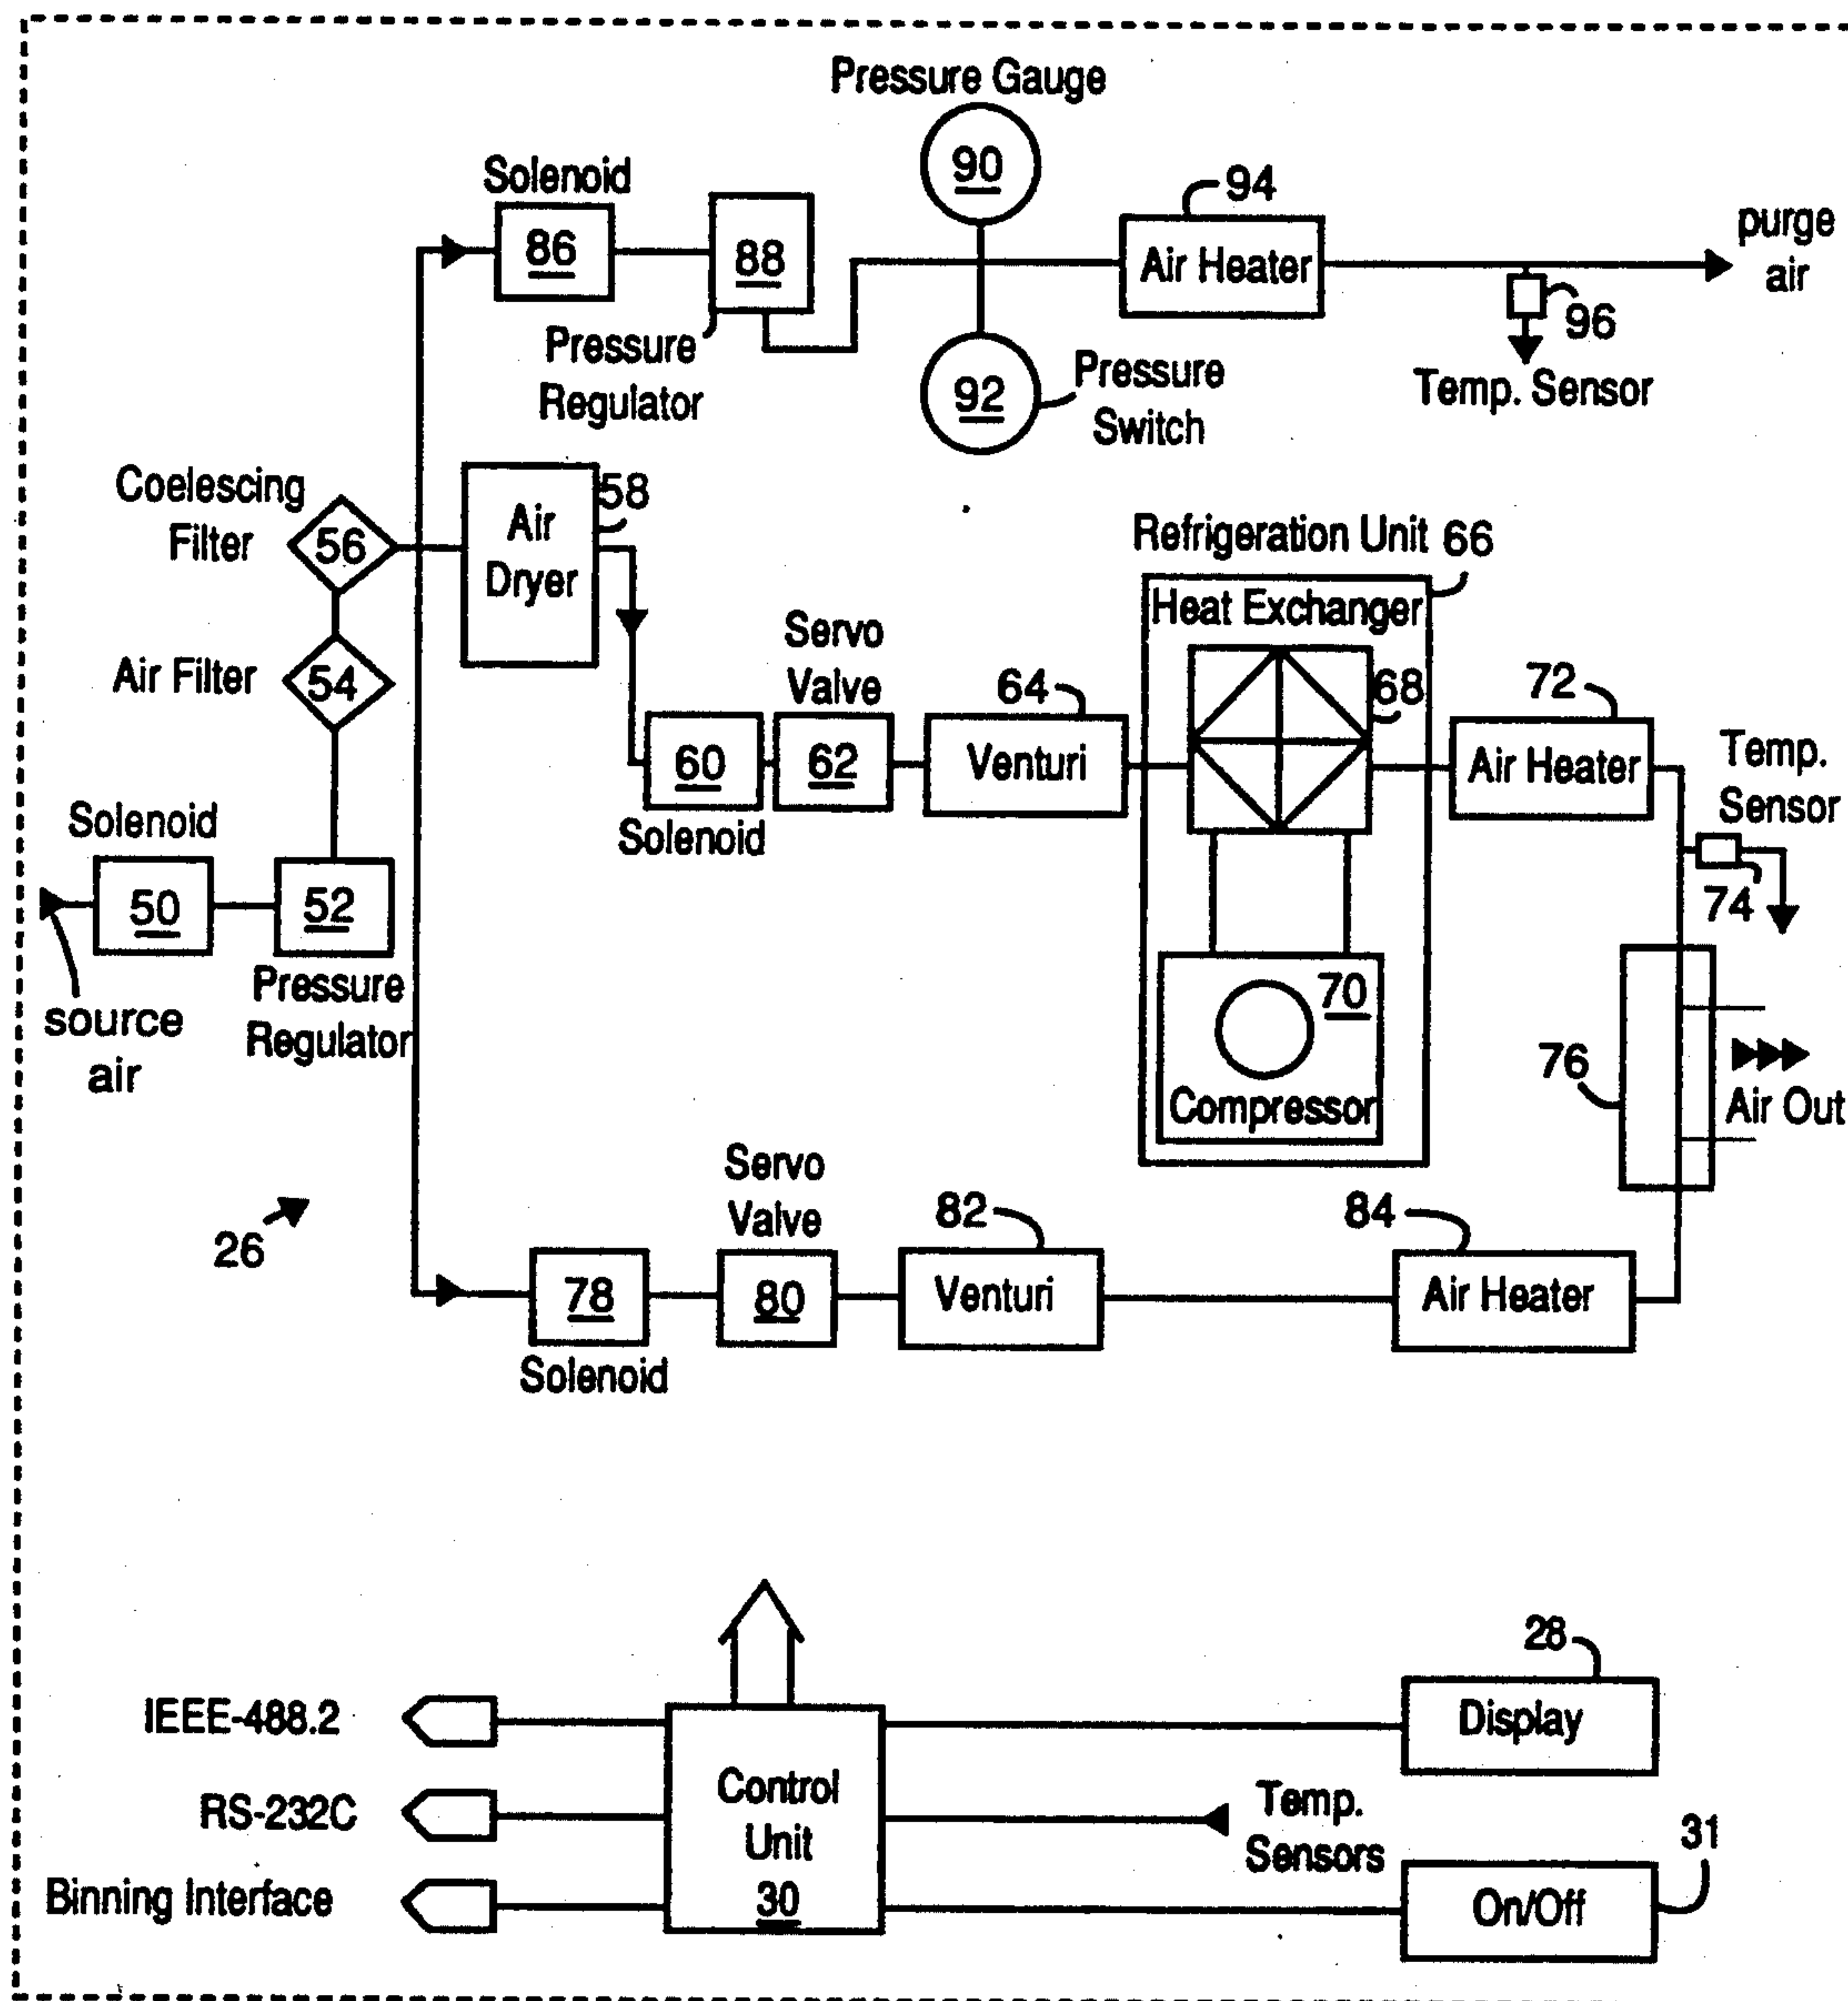 Pressure Gauge
90
Solenoid
86
88
94
Air Heater
purge
air
96
Temp. Sensor
Pressure
Regulator
92
Pressure
Switch
Coelescing
Filter
56
Air
Dryer
58
Refrigeration Unit 66
Heat Exchanger
68
Air Filter
54
Servo
Valve
60
62
Solenoid
64
Venturi
72
Air Heater
Temp.
Sensor
74
Solenoid
50
52
source
air
Pressure
Regulator
70
Compressor
76
Air Out
26
Servo
Valve
78
Solenoid
80
82
Venturi
84
Air Heater
28
IEEE-488.2
Display
RS-232C
Control
Unit
30
Temp.
Sensors
31
Binning Interface
On/Off